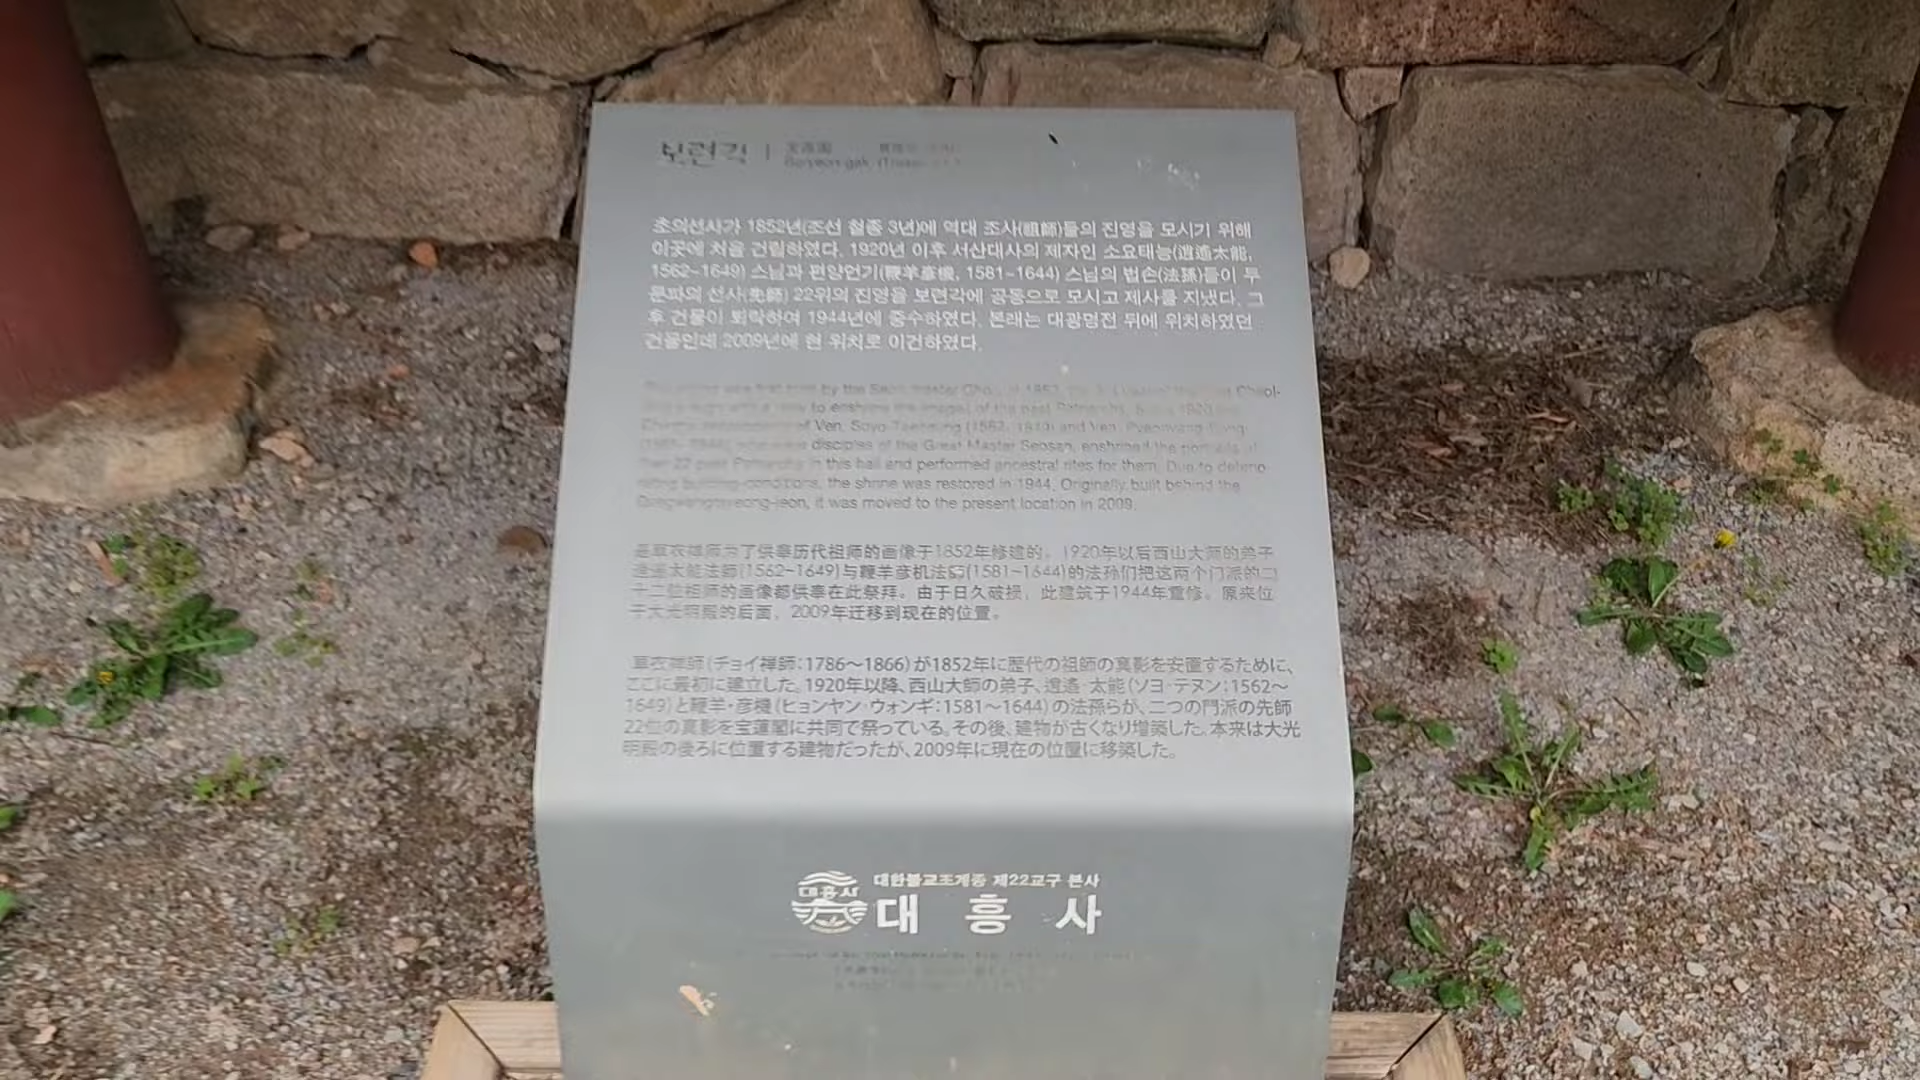 보련각
초의선사가 1852년(조선 철종 3년)에 역대 조사(祖師)들의 진영을 모시기 위해
이곳에 처음 건립하였다. 1920년 이후 서산대사의 제자인 소요태능(逍遙太能,
1562~1649) 스님과 편양언기(鞭羊彦機, 1581~1644) 스님의 법손(法孫)들이 두
문파의 선사(先師) 22위의 진영을 보련각에 공동으로 모시고 제사를 지냈다. 그
후 건물이 퇴락하여 1944년에 중수하였다. 본래는 대광명전 뒤에 위치하였던
건물인데 2009년에 현 위치로 이건하였다.
by the Seon master
to enshrine the images of the past Patriarchs.
of Ven. Soyo and Ven.
disciples of the Great Master Seosan, enshrined the portraits of
in this hall and performed ancestral rites for them. Due to deterio-
conditions, the shrine was restored in 1944. Originally built behind the
it was moved to the present location in 2009.
是草衣禅师为了供奉历代祖师的画像于1852年修建的。1920年以后西山大师的弟子
逍遥太能法師(1562~1649)与鞭羊彦机法師(1581~1644)的法孙们把这两个门派的二
十二位祖师的画像都供奉在此祭拜。由于日久破损，此建筑于1944年重修。原来位
于大光明殿的后面，2009年迁移到现在的位置。
草衣禅師(チョイ禅師:1786～1866)が1852年に歴代の祖師の真影を安置するために、
ここに最初に建立した。1920年以降、西山大師の弟子、逍遙·太能(ソヨ·テヌン:1562～
1649)と鞭羊·彦機(ヒョンヤン·ウォンギ:1581～1644)の法孫らが、二つの門派の先師
22位の真影を宝蓮閣に共同で祭っている。その後、建物が古くなり増築した。本来は大光
明殿の後ろに位置する建物だったが、2009年に現在の位置に移築した。
대흥사
대한불교조계종 제22교구 본사
대흥사